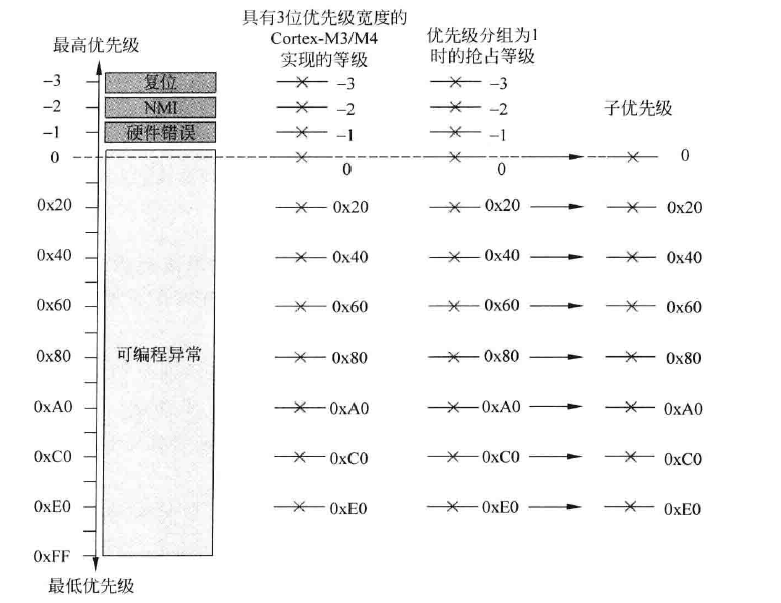 具有3位优先级宽度的
Cortex-M3/M4
实现的等级
优先级分组为1
时的抢占等级
最高优先级
子优先级
-3 复位 -3 -3
-2 NMI -2 -2
-1 硬件错误 -1 -1
0 0 0 0
0x20 0x20 0x20 0x20
0x40 0x40 0x40 0x40
0x60 0x60 0x60 0x60
0x80 可编程异常 0x80 0x80 0x80
0xA0 0xA0 0xA0 0xA0
0xC0 0xC0 0xC0 0xC0
0xE0 0xE0 0xE0 0xE0
0xFF
最低优先级